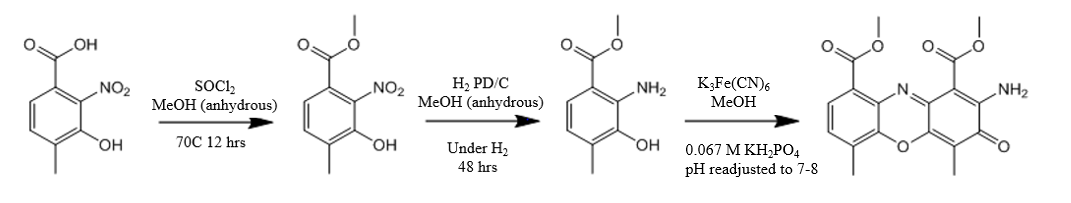 O
OH
NO2
OH
SOCl2
MeOH (anhydrous)
70C 12 hrs
O
O
NO2
OH
H2 PD/C
MeOH (anhydrous)
Under H2
48 hrs
O
O
NH2
OH
K3Fe(CN)6
MeOH
0.067 M KH2PO4
pH readjusted to 7-8
O
O
O
O
N
NH2
O
O